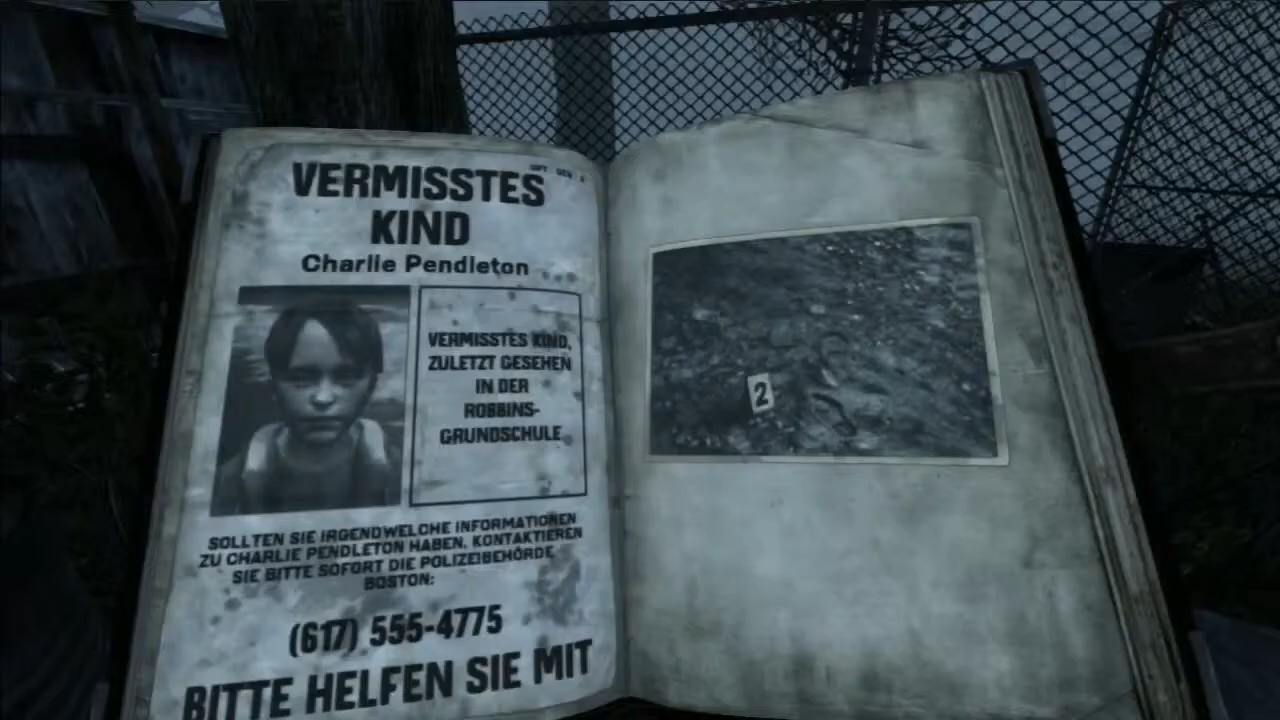 VERMISSTES
KIND
Charlie Pendleton
VERMISSTES KIND,
ZULETZT GESEHEN
IN DER
ROBBINS-
GRUNDSCHULE
SOLLTEN SIE IRGENDWELCHE INFORMATIONEN
ZU CHARLIE PENDLETON HABEN, KONTAKTIEREN
SIE BITTE SOFORT DIE POLIZEIBEHÖRDE
BOSTON:
(617) 555-4775
BITTE HELFEN SIE MIT
2